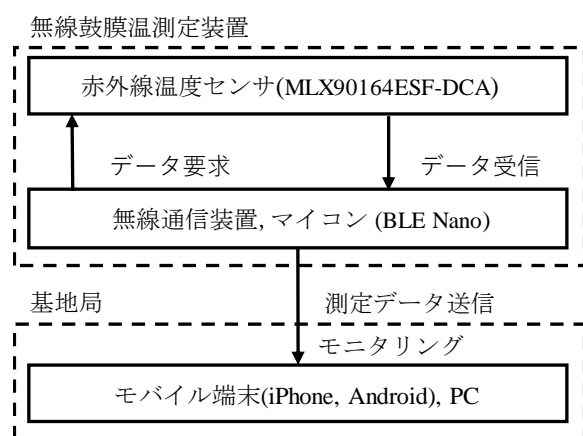 無線鼓膜温測定装置
赤外線温度センサ(MLX90164ESF-DCA)
データ要求
データ受信
無線通信装置,マイコン (BLE Nano)
基地局
測定データ送信
モニタリング
モバイル端末(iPhone, Android), PC